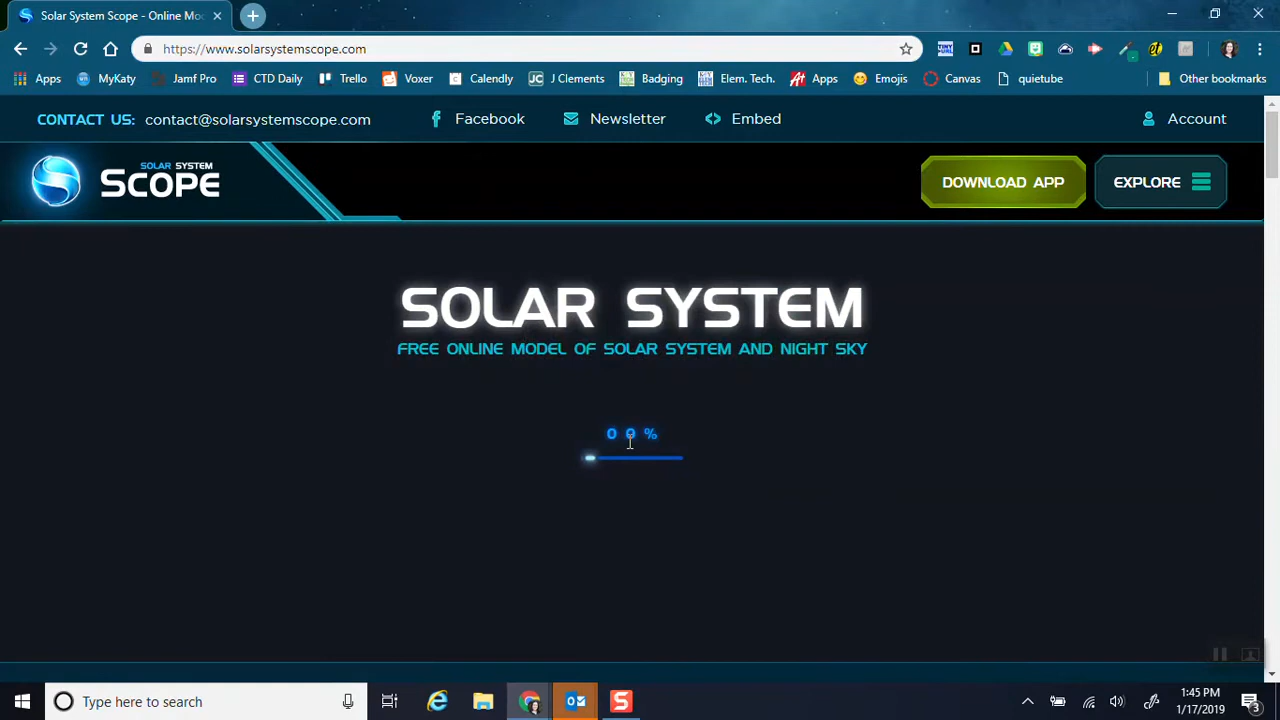 Solar System Scope - Online Mo
https://www.solarsystemscope.com
Apps MyKaty Jamf Pro CTD Daily Trello Voxer Calendly JC J Clements Badging Elem. Tech. Apps Emojis Canvas quietube Other bookmarks
CONTACT US: contact@solarsystemscope.com Facebook Newsletter Embed Account
SOLAR SYSTEM
SCOPE
DOWNLOAD APP
EXPLORE
SOLAR SYSTEM
FREE ONLINE MODEL OF SOLAR SYSTEM AND NIGHT SKY
0 0 %
Type here to search
1:45 PM
1/17/2019
3